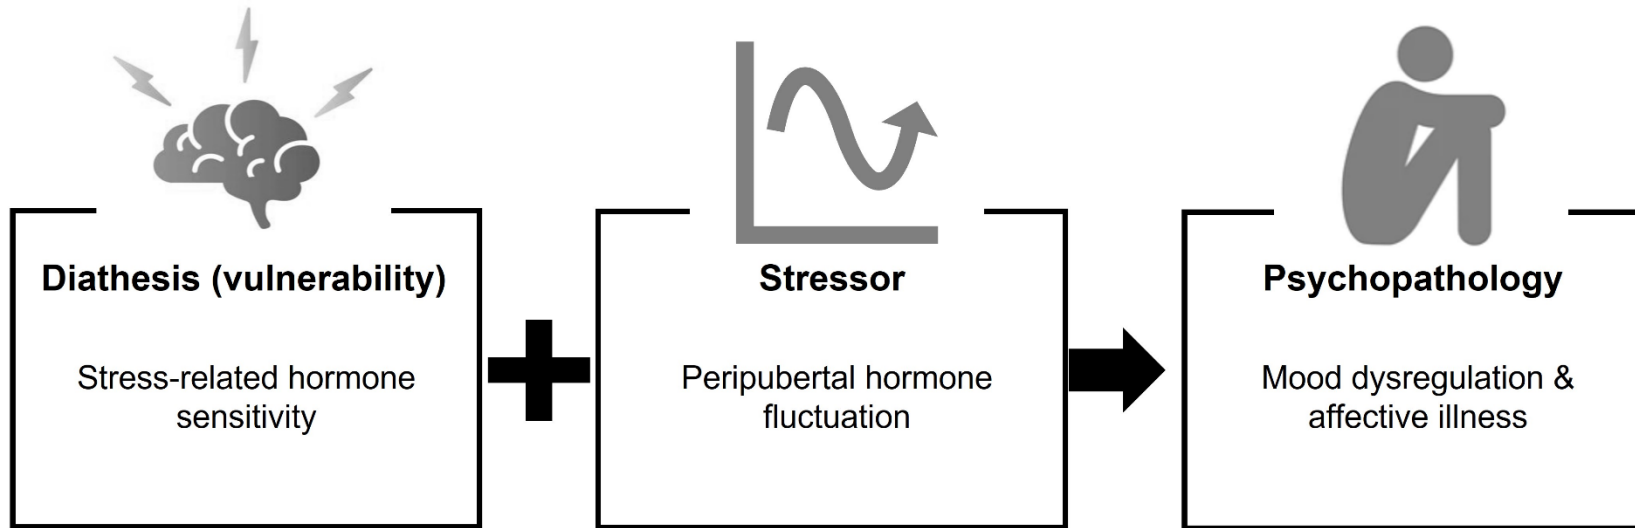 Diathesis (vulnerability)
Stress-related hormone
sensitivity
Stressor
Peripubertal hormone
fluctuation
Psychopathology
Mood dysregulation &
affective illness